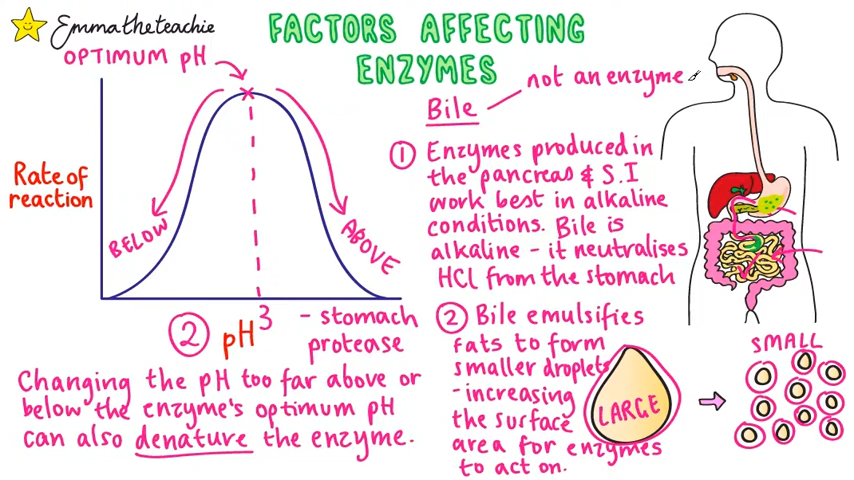 Emmatheteachie
FACTORS AFFECTING
ENZYMES
OPTIMUM pH
Rate of
reaction
BELOW
ABOVE
② pH 3 - stomach
protease
Changing the pH too far above or
below the enzyme's optimum pH
can also denature the enzyme.
Bile
not an enzyme
① Enzymes produced in
the pancreas & S.I
work best in alkaline
conditions. Bile is
alkaline - it neutralises
HCl from the stomach
② Bile emulsifies
fats to form
smaller droplets
- increasing
the surface
area for enzymes
to act on.
LARGE
SMALL